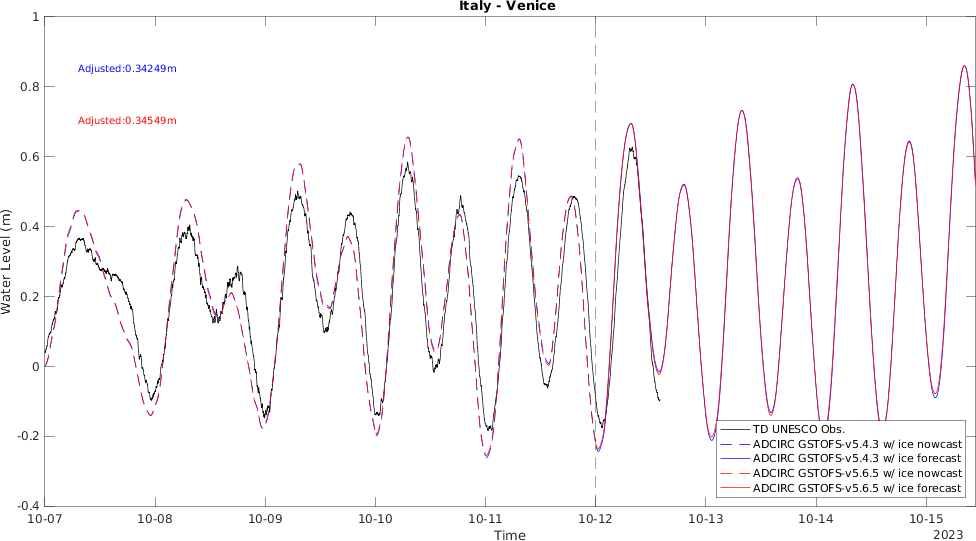 Italy - Venice
1
0.8
0.6
0.4
0.2
0
-0.2
-0.4
Water Level (m)
Adjusted:0.34249m
Adjusted:0.34549m
TD UNESCO Obs.
ADCIRC GSTOFS-v5.4.3 w/ ice nowcast
ADCIRC GSTOFS-v5.4.3 w/ ice forecast
ADCIRC GSTOFS-v5.6.5 w/ ice nowcast
ADCIRC GSTOFS-v5.6.5 w/ ice forecast
10-07 10-08 10-09 10-10 10-11 10-12 10-13 10-14 10-15
Time
2023